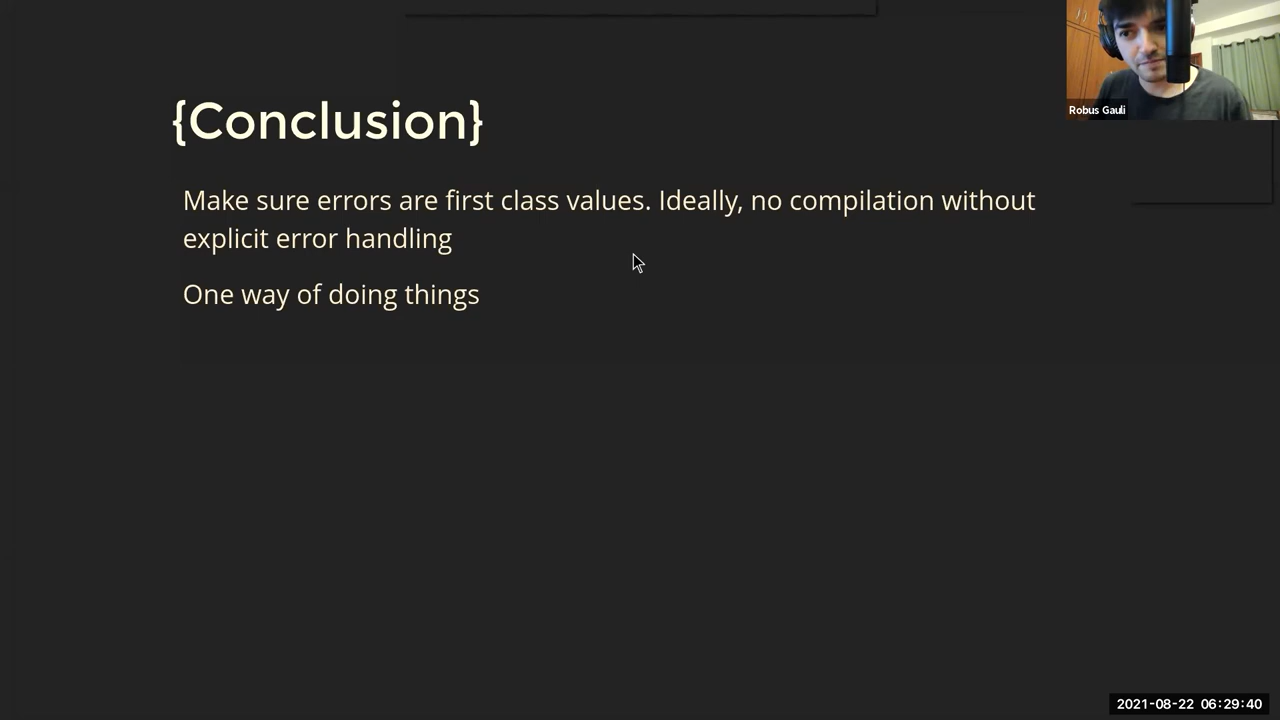 {Conclusion}
Robus Gauli
Make sure errors are first class values. Ideally, no compilation without
explicit error handling
One way of doing things
2021-08-22 06:29:40